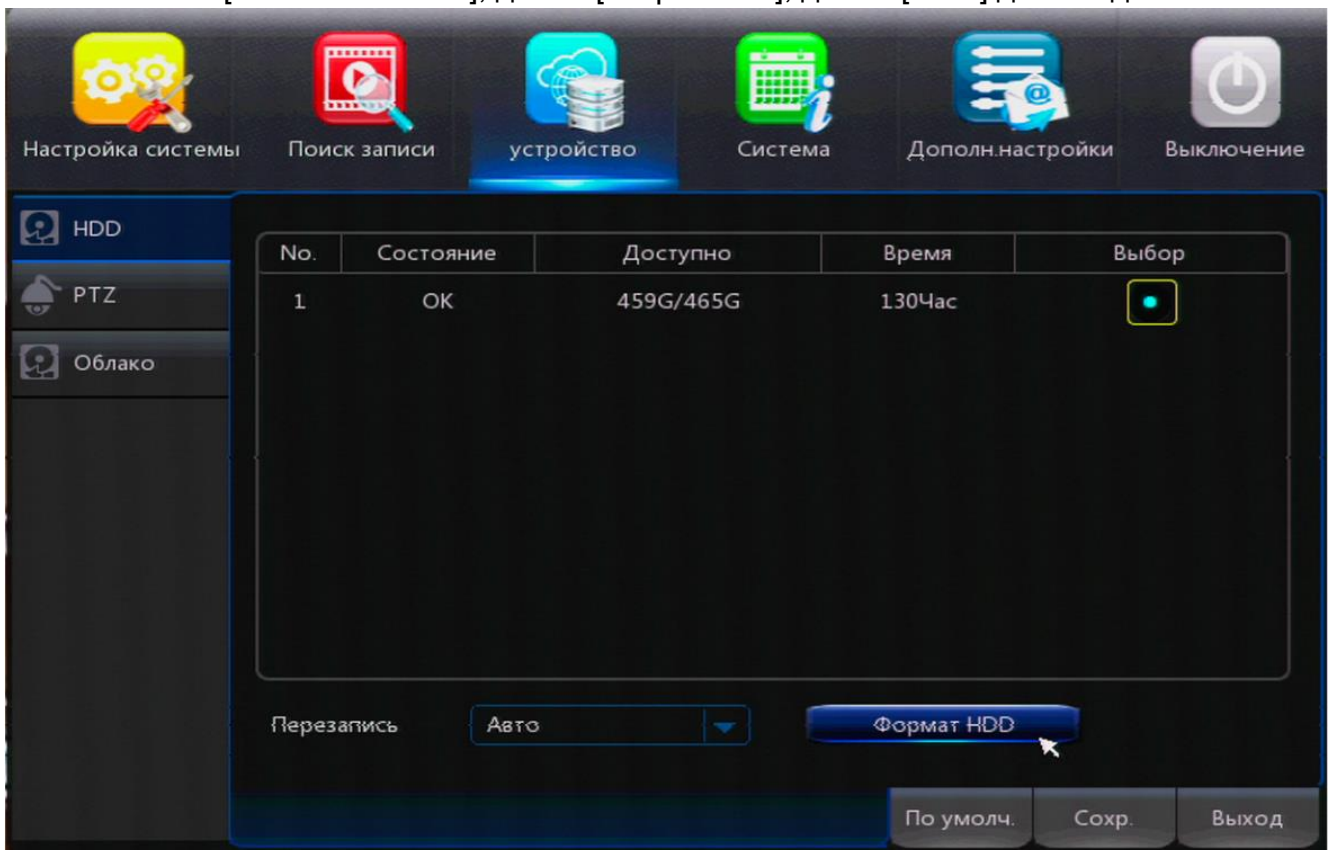 Настройка системы Поиск записи устройство Система Дополн.настройки Выключение
HDD
PTZ
Облако
No. Состояние Доступно Время Выбор
1 OK 459G/465G 130Час
Перезапись Авто Формат HDD
По умолч. Сохр. Выход